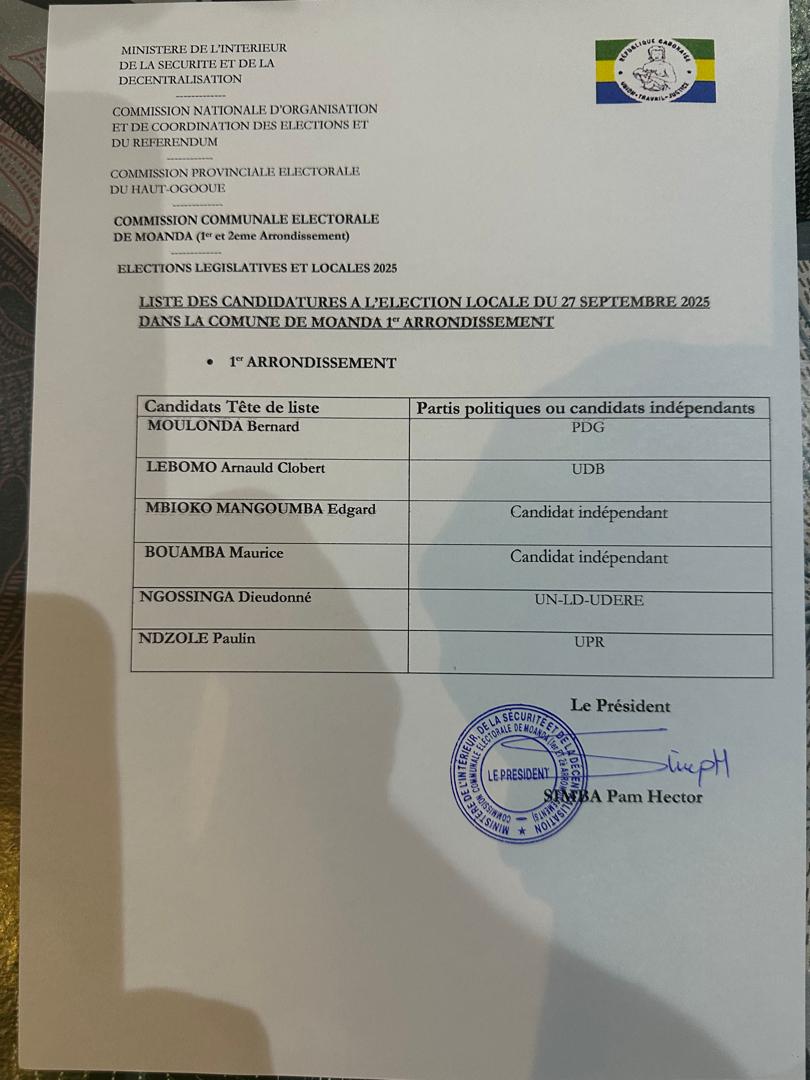 MINISTERE DE L'INTERIEUR
DE LA SECURITE ET DE LA
DECENTRALISATION
-------------
COMMISSION NATIONALE D'ORGANISATION
ET DE COORDINATION DES ELECTIONS ET
DU REFERENDUM
------------
COMMISSION PROVINCIALE ELECTORALE
DU HAUT-OGOOUE
-------------
COMMISSION COMMUNALE ELECTORALE
DE MOANDA (1er et 2eme Arrondissement)
-------------
ELECTIONS LEGISLATIVES ET LOCALES 2025
RÉPUBLIQUE GABONAISE
UNION-TRAVAIL-JUSTICE
LISTE DES CANDIDATURES A L'ELECTION LOCALE DU 27 SEPTEMBRE 2025
DANS LA COMUNE DE MOANDA 1er ARRONDISSEMENT
• 1er ARRONDISSEMENT
Candidats Tête de liste Partis politiques ou candidats indépendants
MOULONDA Bernard PDG
LEBOMO Arnauld Clobert UDB
MBIOKO MANGOUMBA Edgard Candidat indépendant
BOUAMBA Maurice Candidat indépendant
NGOSSINGA Dieudonné UN-LD-UDERE
NDZOLE Paulin UPR
Le Président
MINISTÈRE DE L'INTERIEUR, DE LA SÉCURITÉ ET DE LA DÉCENTRALISATION
COMMISSION COMMUNALE ELECTORALE DE MOANDA (1er ET 2e ARRONDISSEMENTS)
LE PRESIDENT
SIMBA Pam Hector